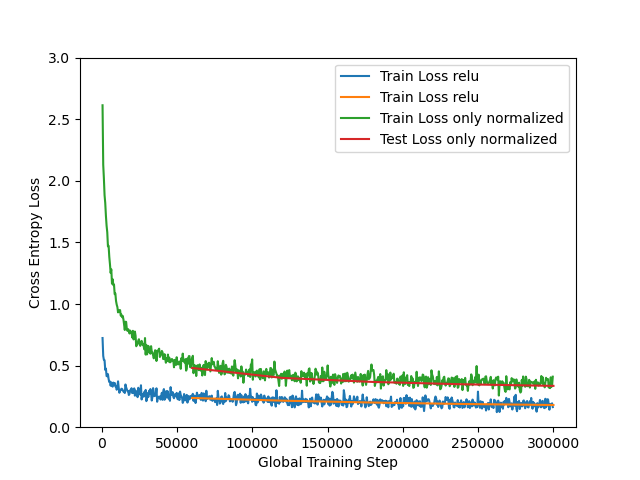 3.0
2.5
2.0
1.5
1.0
0.5
0.0
Cross Entropy Loss
Train Loss relu
Train Loss relu
Train Loss only normalized
Test Loss only normalized
0 50000 100000 150000 200000 250000 300000
Global Training Step